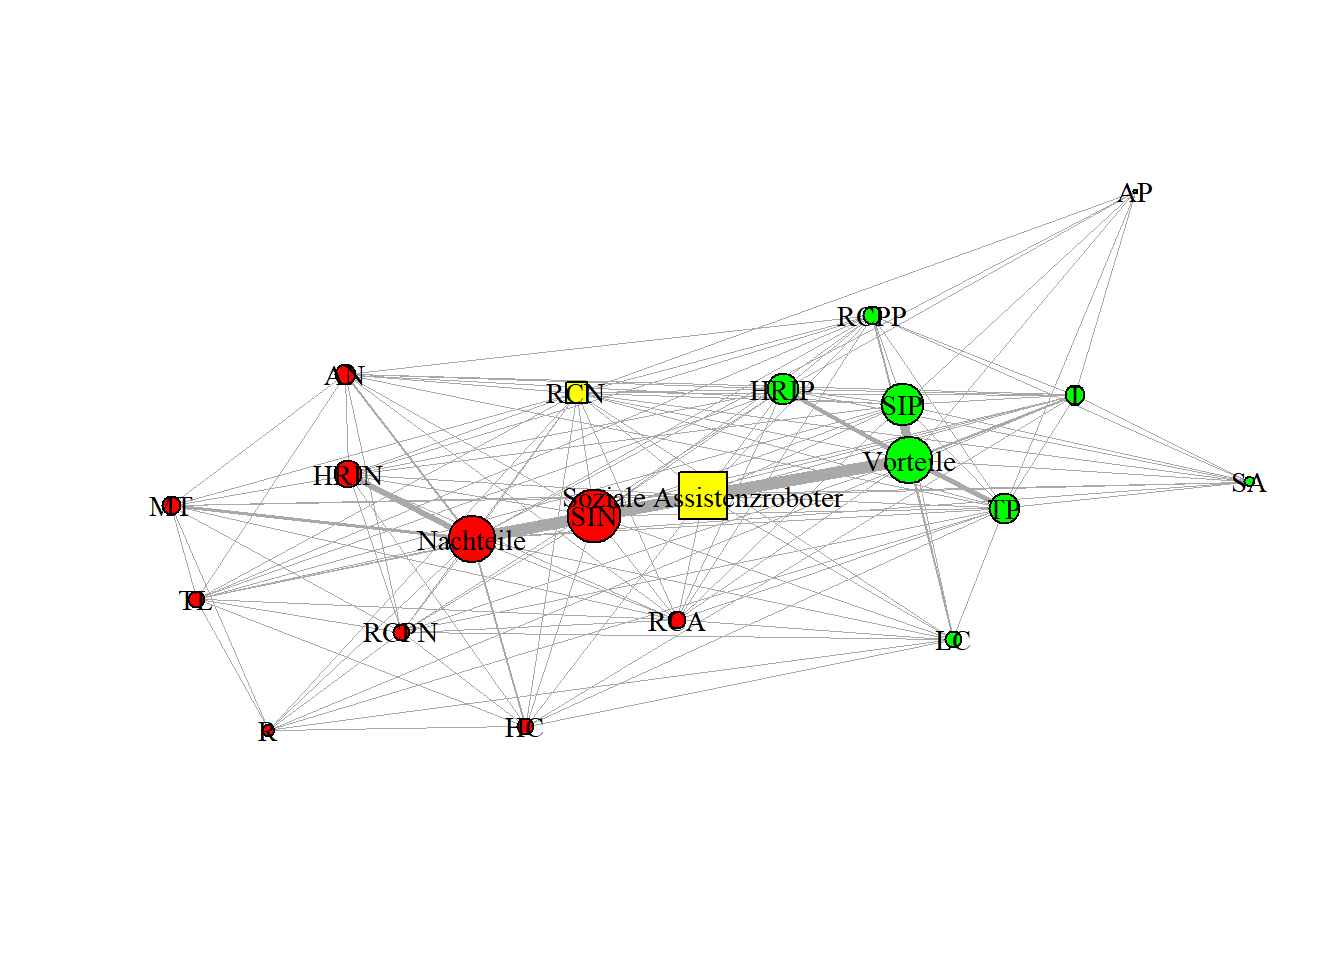 AP
RCPP
AN
RCN
HRIP
SIP
I
Vorteile
HRIN
SA
MT
Soziale Assistenzroboter
TP
SIN
Nachteile
TL
RCA
RCPN
LC
HC
R